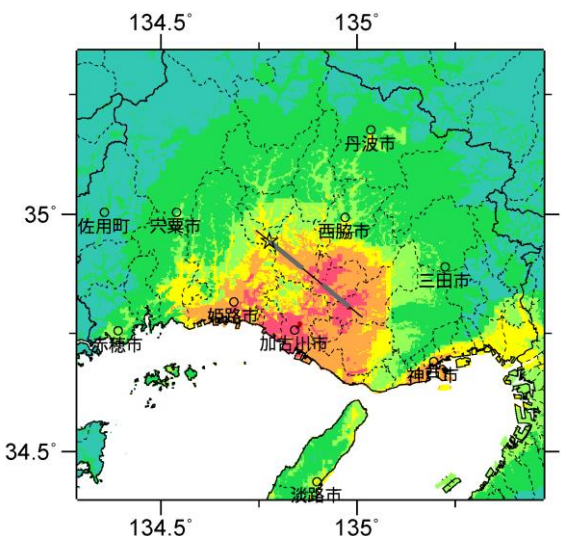 134.5° 135°
丹波市
35°
佐用町 宍粟市 西脇市
三田市
姫路市
赤穂市 加古川市
神戸市
34.5°
淡路市
134.5° 135°